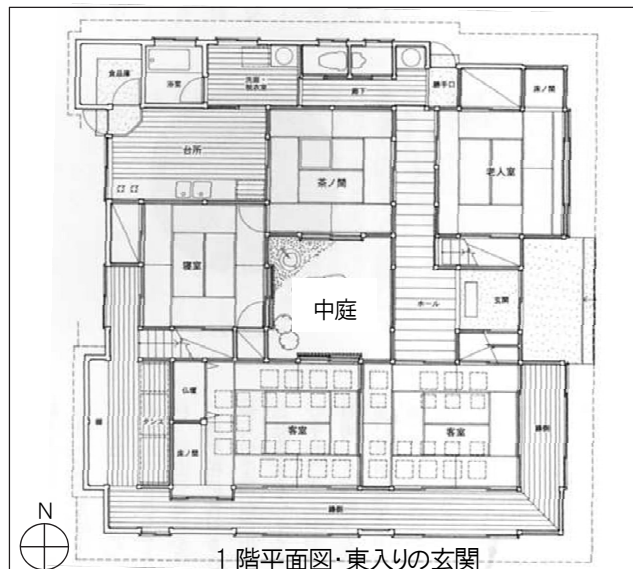 食品庫
浴室
洗面・
脱衣室
廊下
勝手口
床ノ間
台所
茶ノ間
老人室
寝室
中庭
ホール
玄関
仏壇
タンス
客室
客室
床ノ間
縁側
縁側
N
1階平面図・東入りの玄関